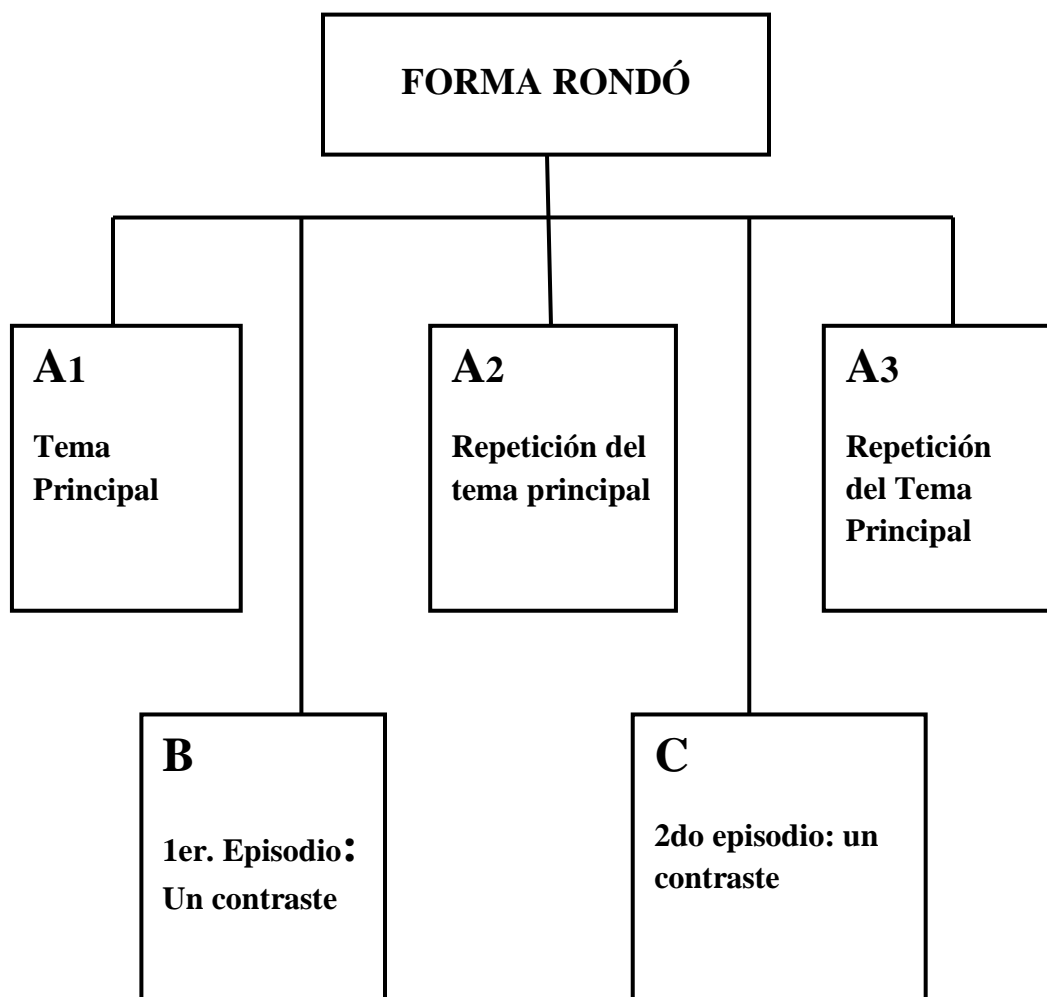 FORMA RONDÓ
A1
Tema
Principal
A2
Repetición del
tema principal
A3
Repetición
del Tema
Principal
B
1er. Episodio:
Un contraste
C
2do episodio: un
contraste